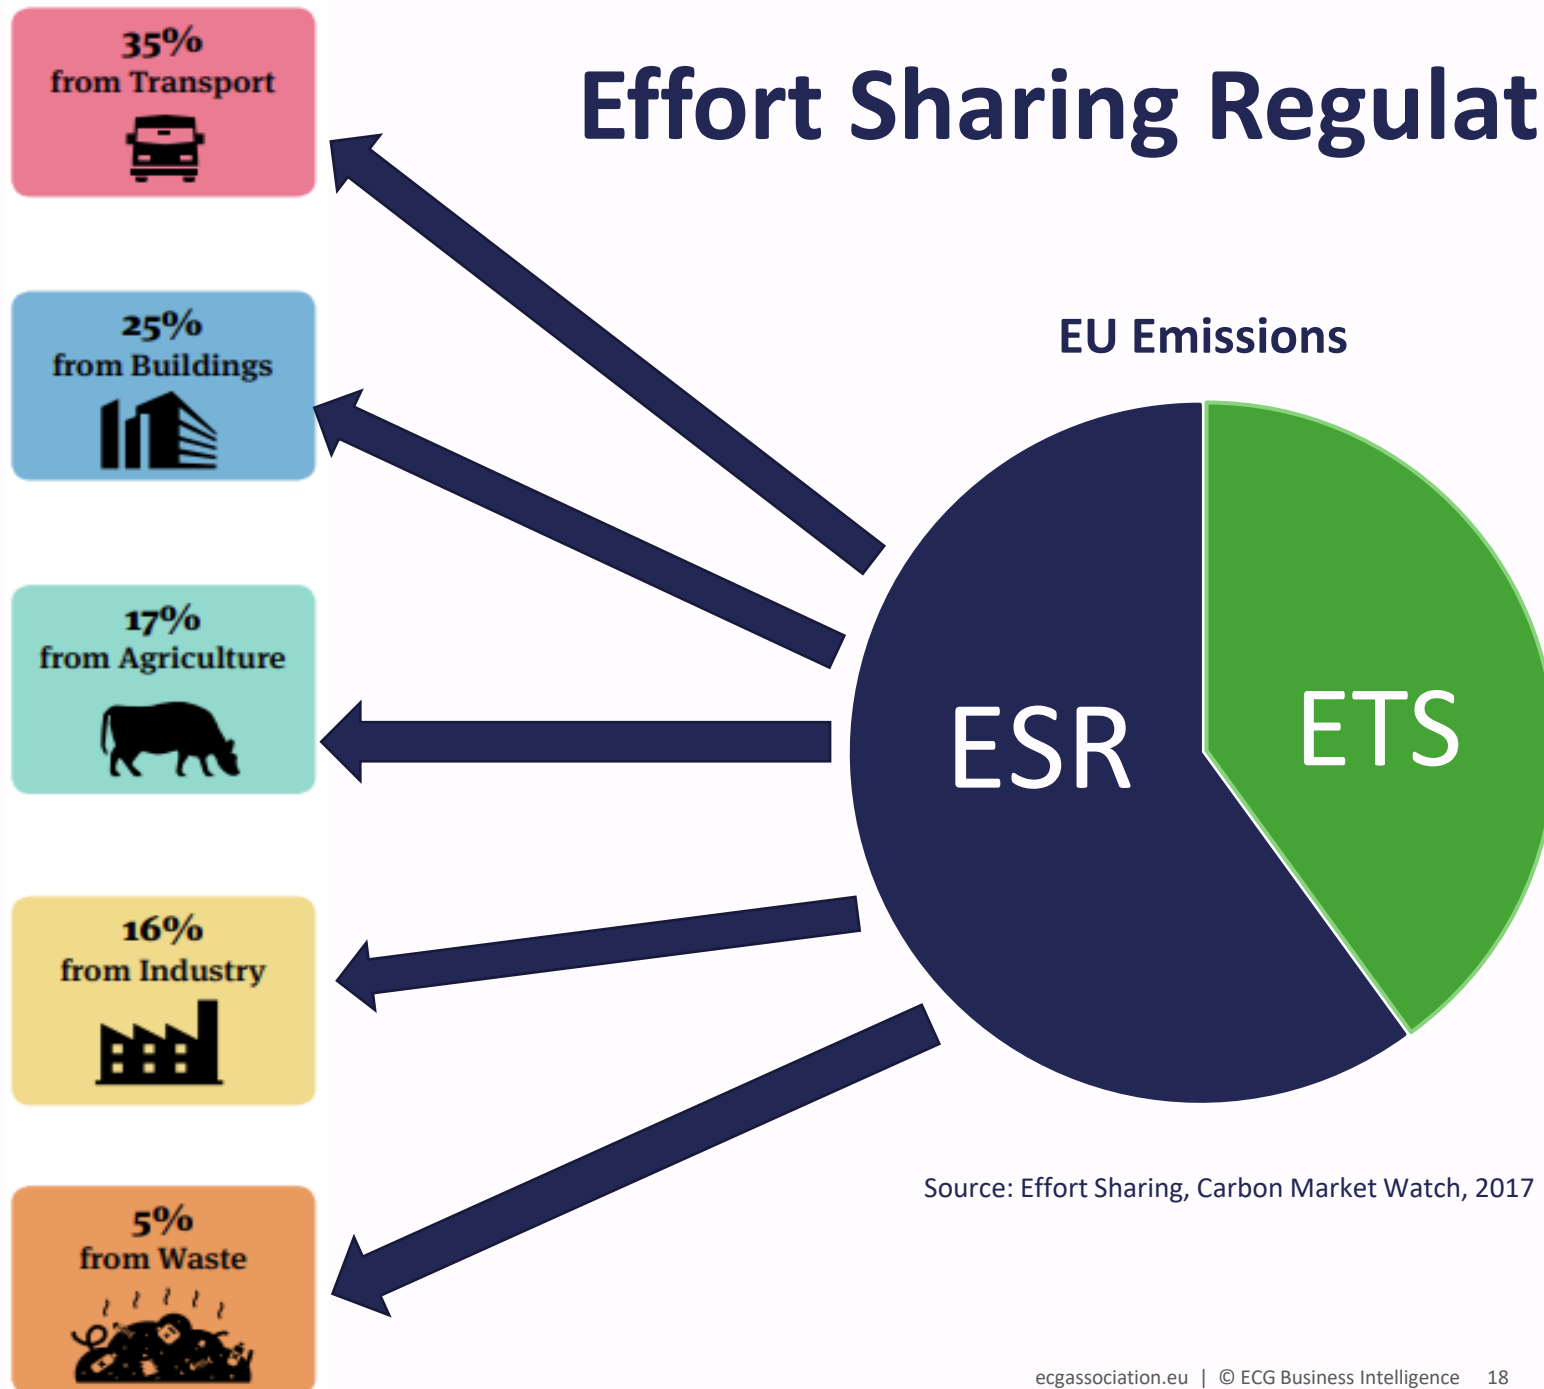 35%
from Transport
Effort Sharing Regulat
25%
from Buildings
EU Emissions
17%
from Agriculture
ESR
ETS
16%
from Industry
Source: Effort Sharing, Carbon Market Watch, 2017
5%
from Waste
ecgassociation.eu | © ECG Business Intelligence 18